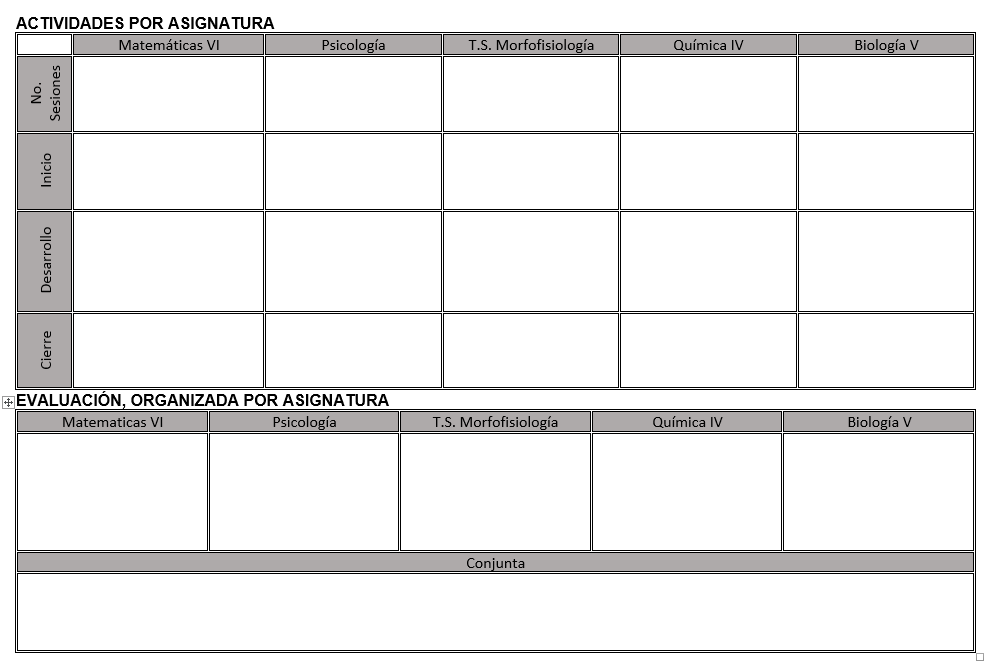 ACTIVIDADES POR ASIGNATURA
Matemáticas VI Psicología T.S. Morfofisiología Química IV Biología V
No.
Sesiones
Inicio
Desarrollo
Cierre
EVALUACIÓN, ORGANIZADA POR ASIGNATURA
Matematicas VI Psicología T.S. Morfofisiología Química IV Biología V
Conjunta